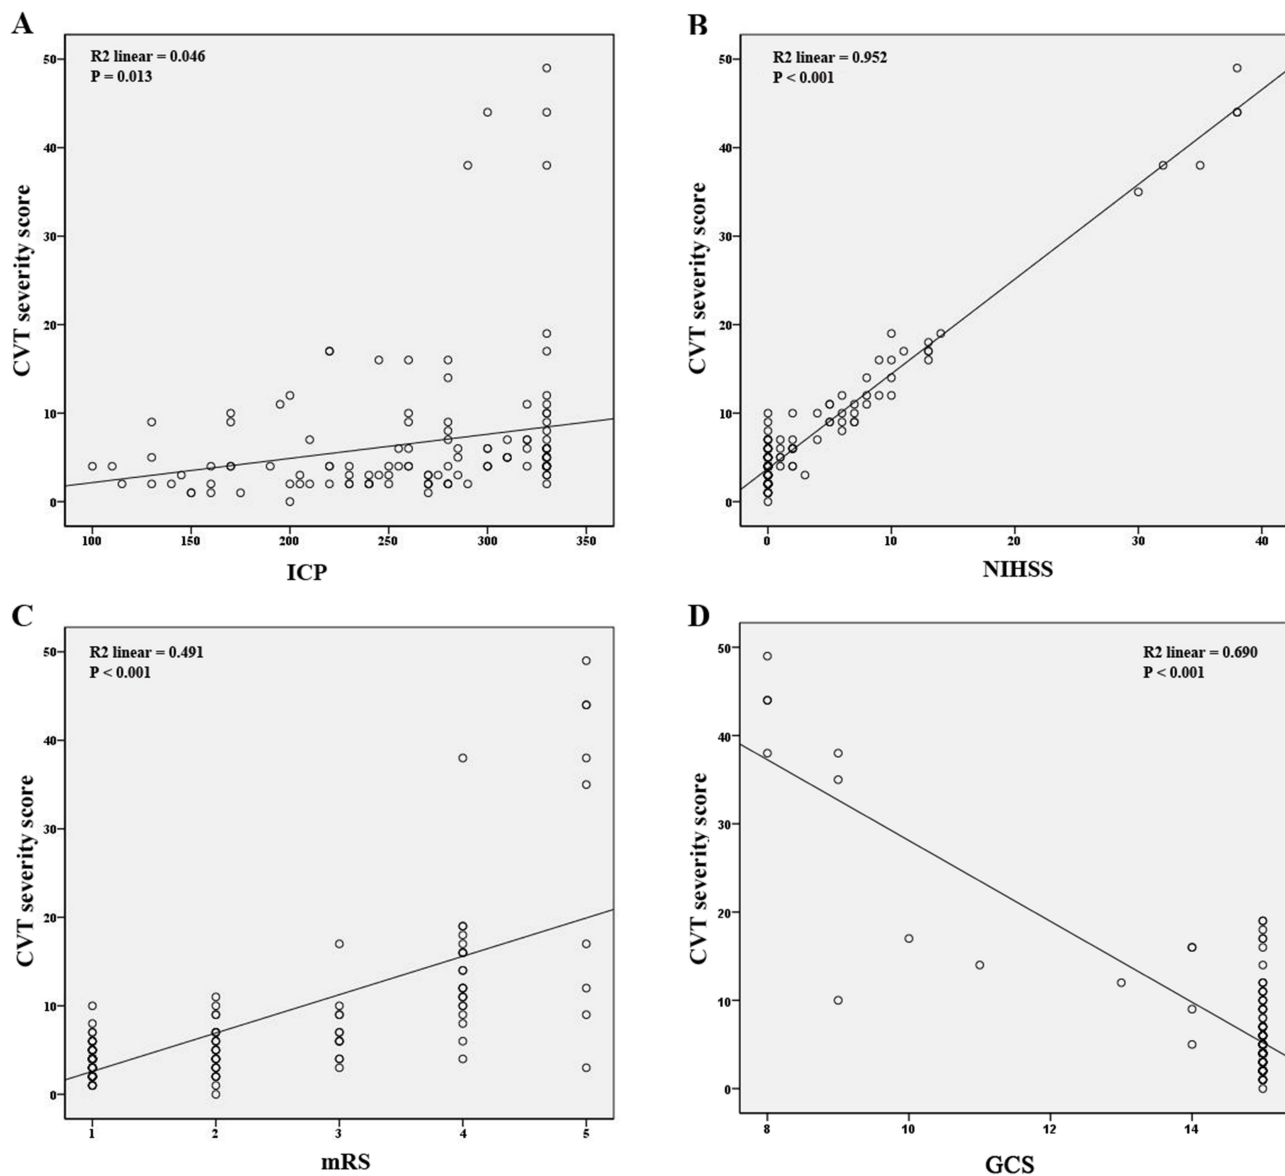 A
R2 linear = 0.046
P = 0.013
CVT severity score
50
40
30
20
10
0
100 150 200 250 300 350
ICP
B
R2 linear = 0.952
P < 0.001
CVT severity score
50
40
30
20
10
0
0 10 20 30 40
NIHSS
C
R2 linear = 0.491
P < 0.001
CVT severity score
50
40
30
20
10
0
1 2 3 4 5
mRS
D
R2 linear = 0.690
P < 0.001
CVT severity score
50
40
30
20
10
0
8 10 12 14
GCS